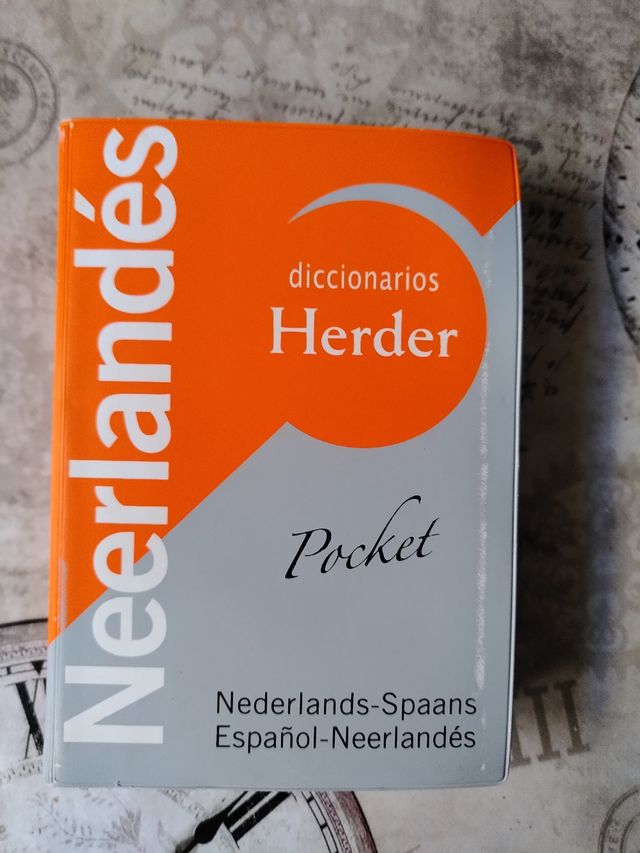 Neerlandés
diccionarios
Herder
Pocket
Nederlands-Spaans
Español-Neerlandés